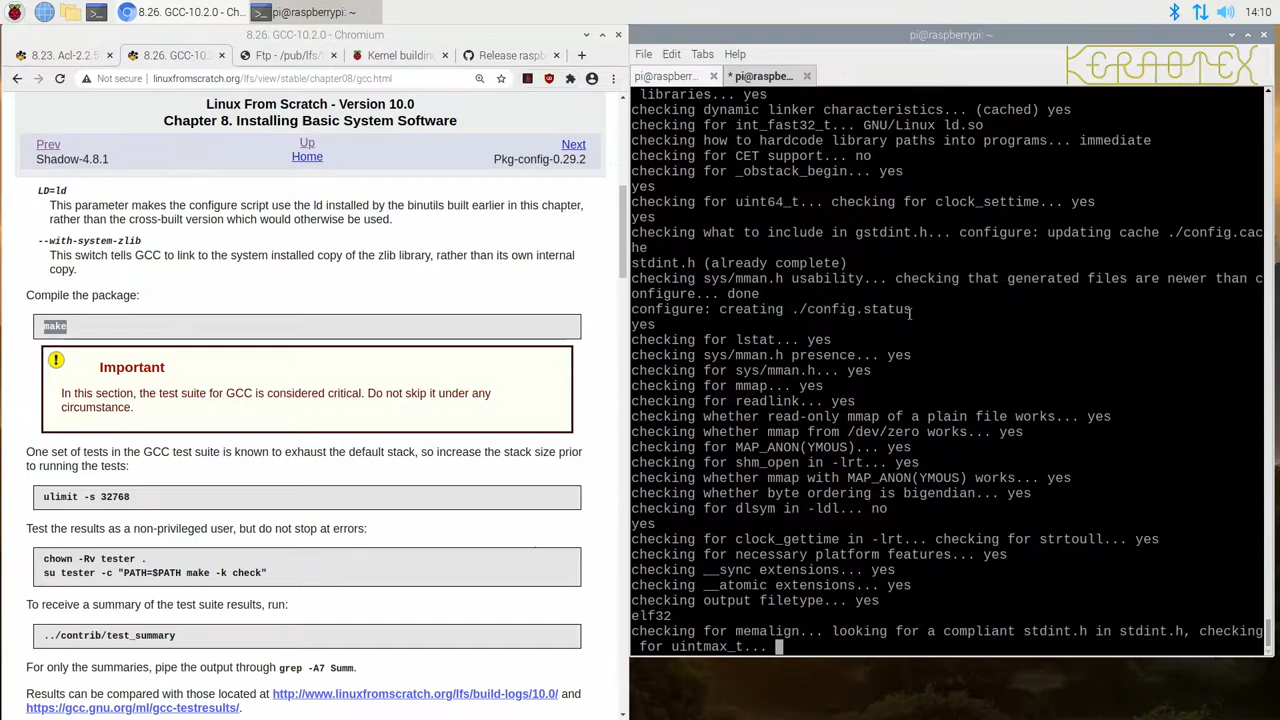 8.26. GCC-10.2.0 - Ch...
pi@raspberrypi: ~
14:10
8.26. GCC-10.2.0 - Chromium
8.23. Acl-2.2.5
8.26. GCC-10.
Ftp - /pub/lfs/
Kernel building
Release raspb
Not secure
linuxfromscratch.org/lfs/view/stable/chapter08/gcc.html
Linux From Scratch - Version 10.0
Chapter 8. Installing Basic System Software
Prev
Up
Next
Shadow-4.8.1
Home
Pkg-config-0.29.2
LD=ld
This parameter makes the configure script use the ld installed by the binutils built earlier in this chapter,
rather than the cross-built version which would otherwise be used.
--with-system-zlib
This switch tells GCC to link to the system installed copy of the zlib library, rather than its own internal
copy.
Compile the package:
make
Important
In this section, the test suite for GCC is considered critical. Do not skip it under any
circumstance.
One set of tests in the GCC test suite is known to exhaust the default stack, so increase the stack size prior
to running the tests:
ulimit -s 32768
Test the results as a non-privileged user, but do not stop at errors:
chown -Rv tester .
su tester -c "PATH=$PATH make -k check"
To receive a summary of the test suite results, run:
../contrib/test_summary
For only the summaries, pipe the output through grep -A7 Summ.
Results can be compared with those located at http://www.linuxfromscratch.org/lfs/build-logs/10.0/ and
https://gcc.gnu.org/ml/gcc-testresults/.
pi@raspberrypi: ~
File Edit Tabs Help
KERAOTEX
pi@raspberr...
* pi@raspbe...
libraries... yes
checking dynamic linker characteristics... (cached) yes
checking for int_fast32_t... GNU/Linux ld.so
checking how to hardcode library paths into programs... immediate
checking for CET support... no
checking for _obstack_begin... yes
yes
checking for uint64_t... checking for clock_settime... yes
yes
checking what to include in gstdint.h... configure: updating cache ./config.cac
he
stdint.h (already complete)
checking sys/mman.h usability... checking that generated files are newer than c
onfigure... done
configure: creating ./config.status
yes
checking for lstat... yes
checking sys/mman.h presence... yes
checking for sys/mman.h... yes
checking for mmap... yes
checking for readlink... yes
checking whether read-only mmap of a plain file works... yes
checking whether mmap from /dev/zero works... yes
checking for MAP_ANON(YMOUS)... yes
checking for shm_open in -lrt... yes
checking whether mmap with MAP_ANON(YMOUS) works... yes
checking whether byte ordering is bigendian... yes
checking for dlsym in -ldl... no
yes
checking for clock_gettime in -lrt... checking for strtoull... yes
checking for necessary platform features... yes
checking __sync extensions... yes
checking __atomic extensions... yes
checking output filetype... yes
elf32
checking for memalign... looking for a compliant stdint.h in stdint.h, checking
for uintmax_t...